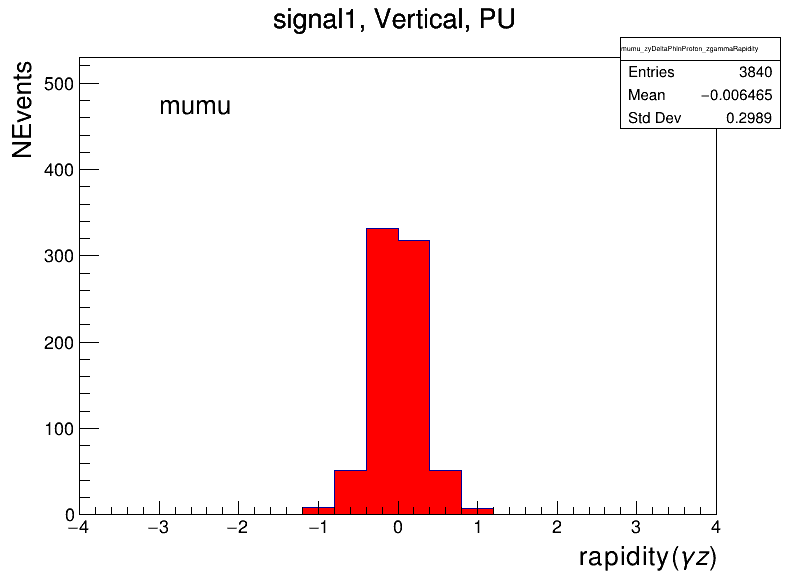 signal1, Vertical, PU
mumu_zyDeltaPhinProton_zgammaRapidity
Entries 3840
Mean −0.006465
Std Dev 0.2989
NEvents
mumu
500
400
300
200
100
0
−4 −3 −2 −1 0 1 2 3 4
rapidity(γz)